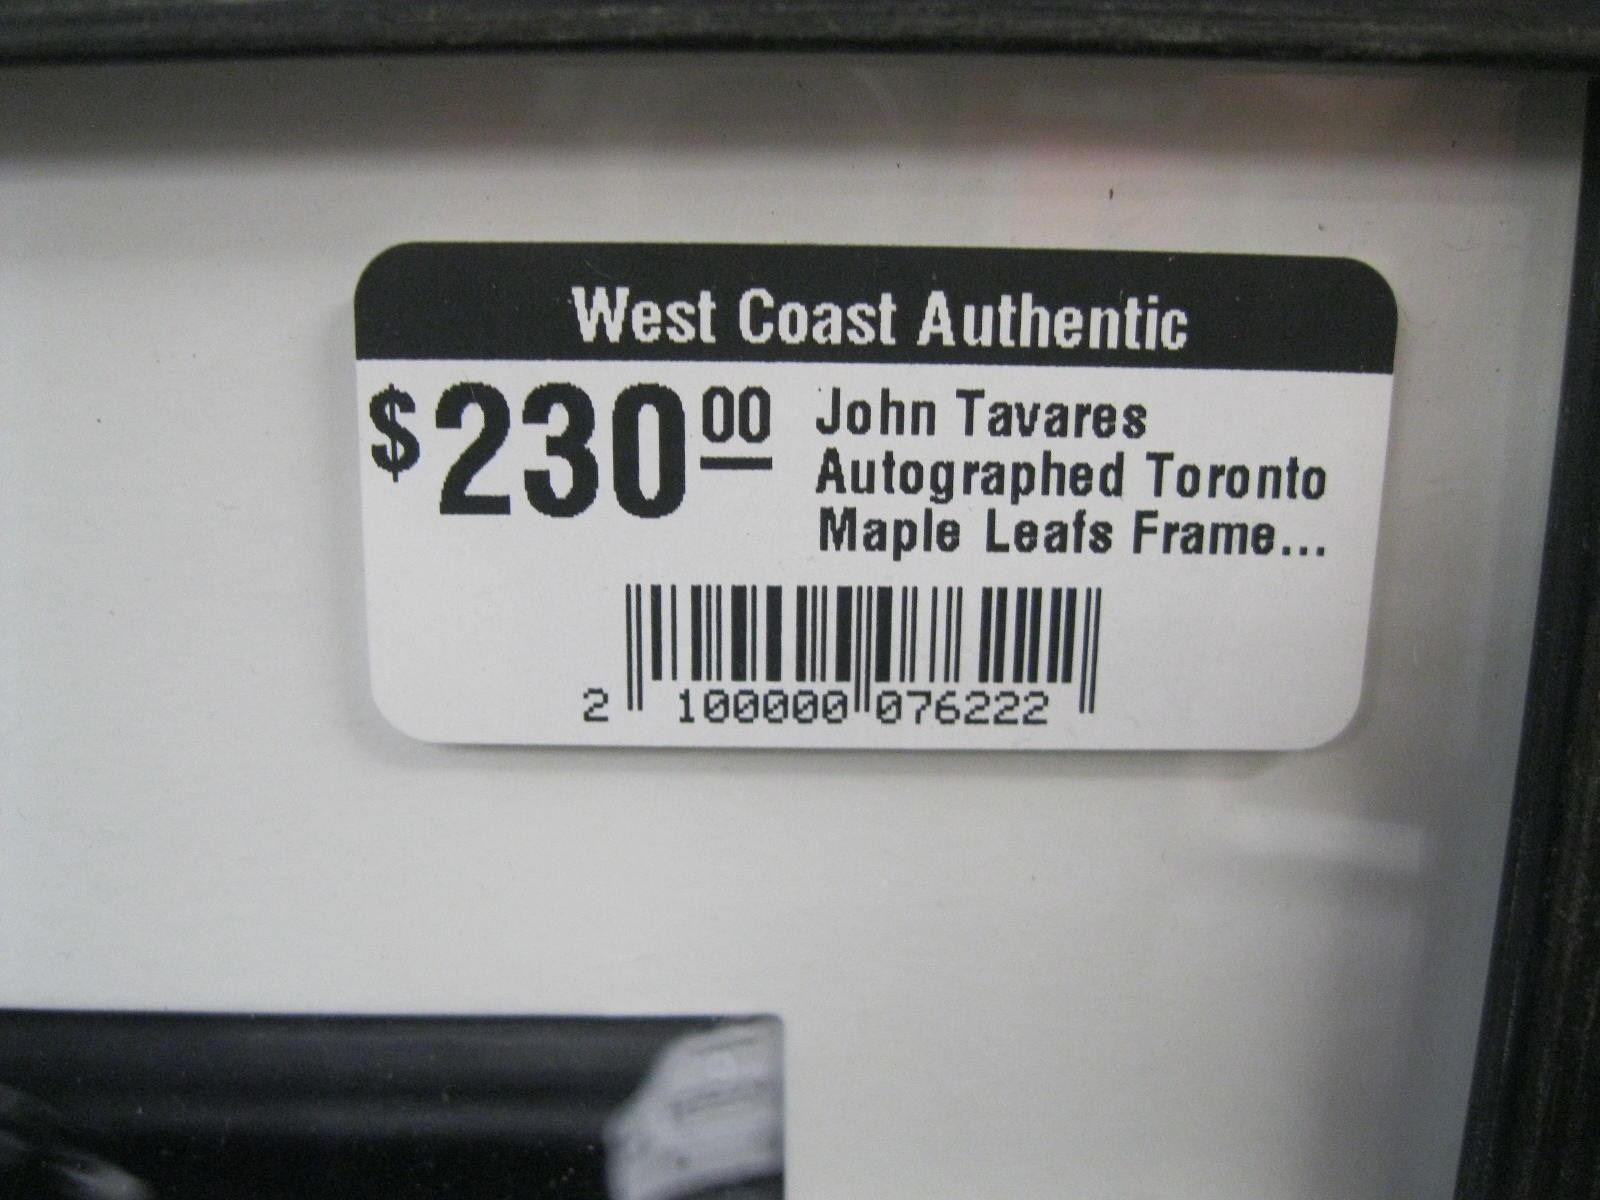 West Coast Authentic
$230.00
John Tavares
Autographed Toronto
Maple Leafs Frame...
2 100000 076222